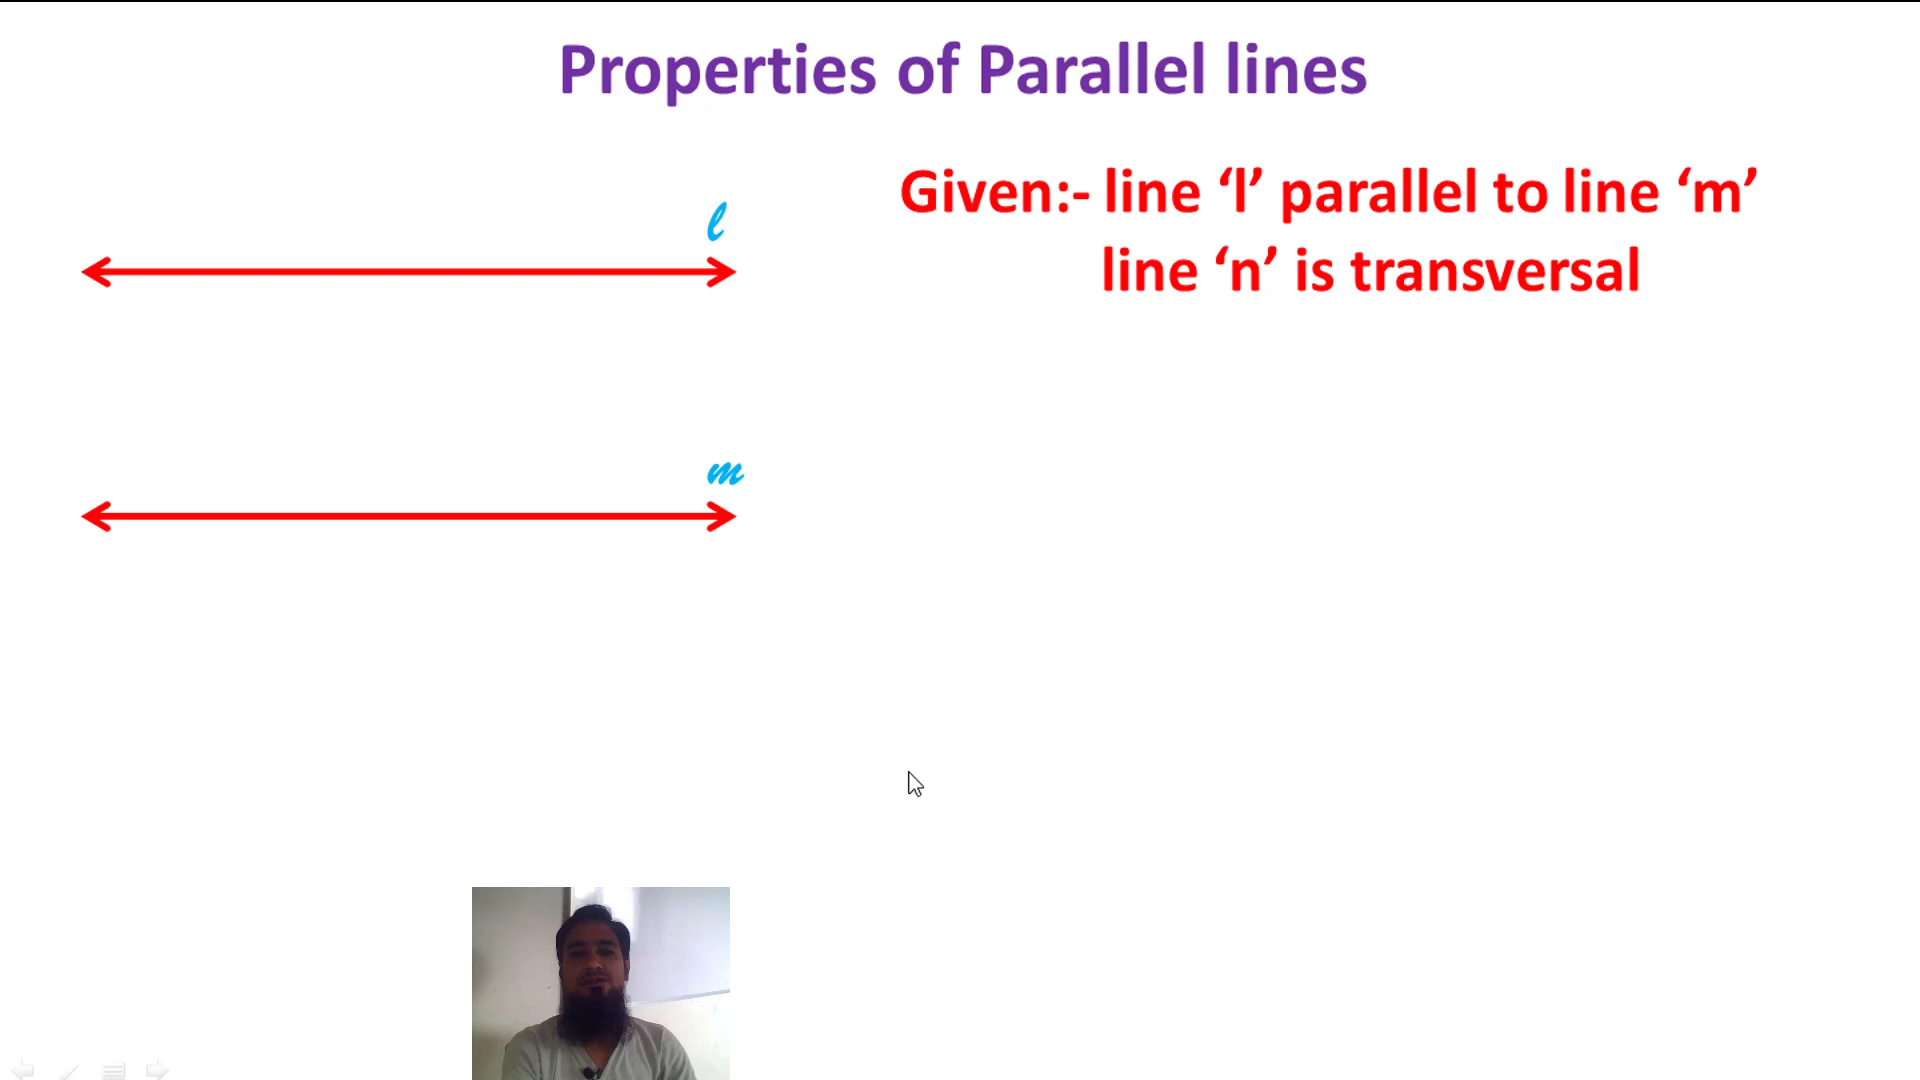 Properties of Parallel lines
Given:- line ‘l’ parallel to line ‘m’
line ‘n’ is transversal
l
m